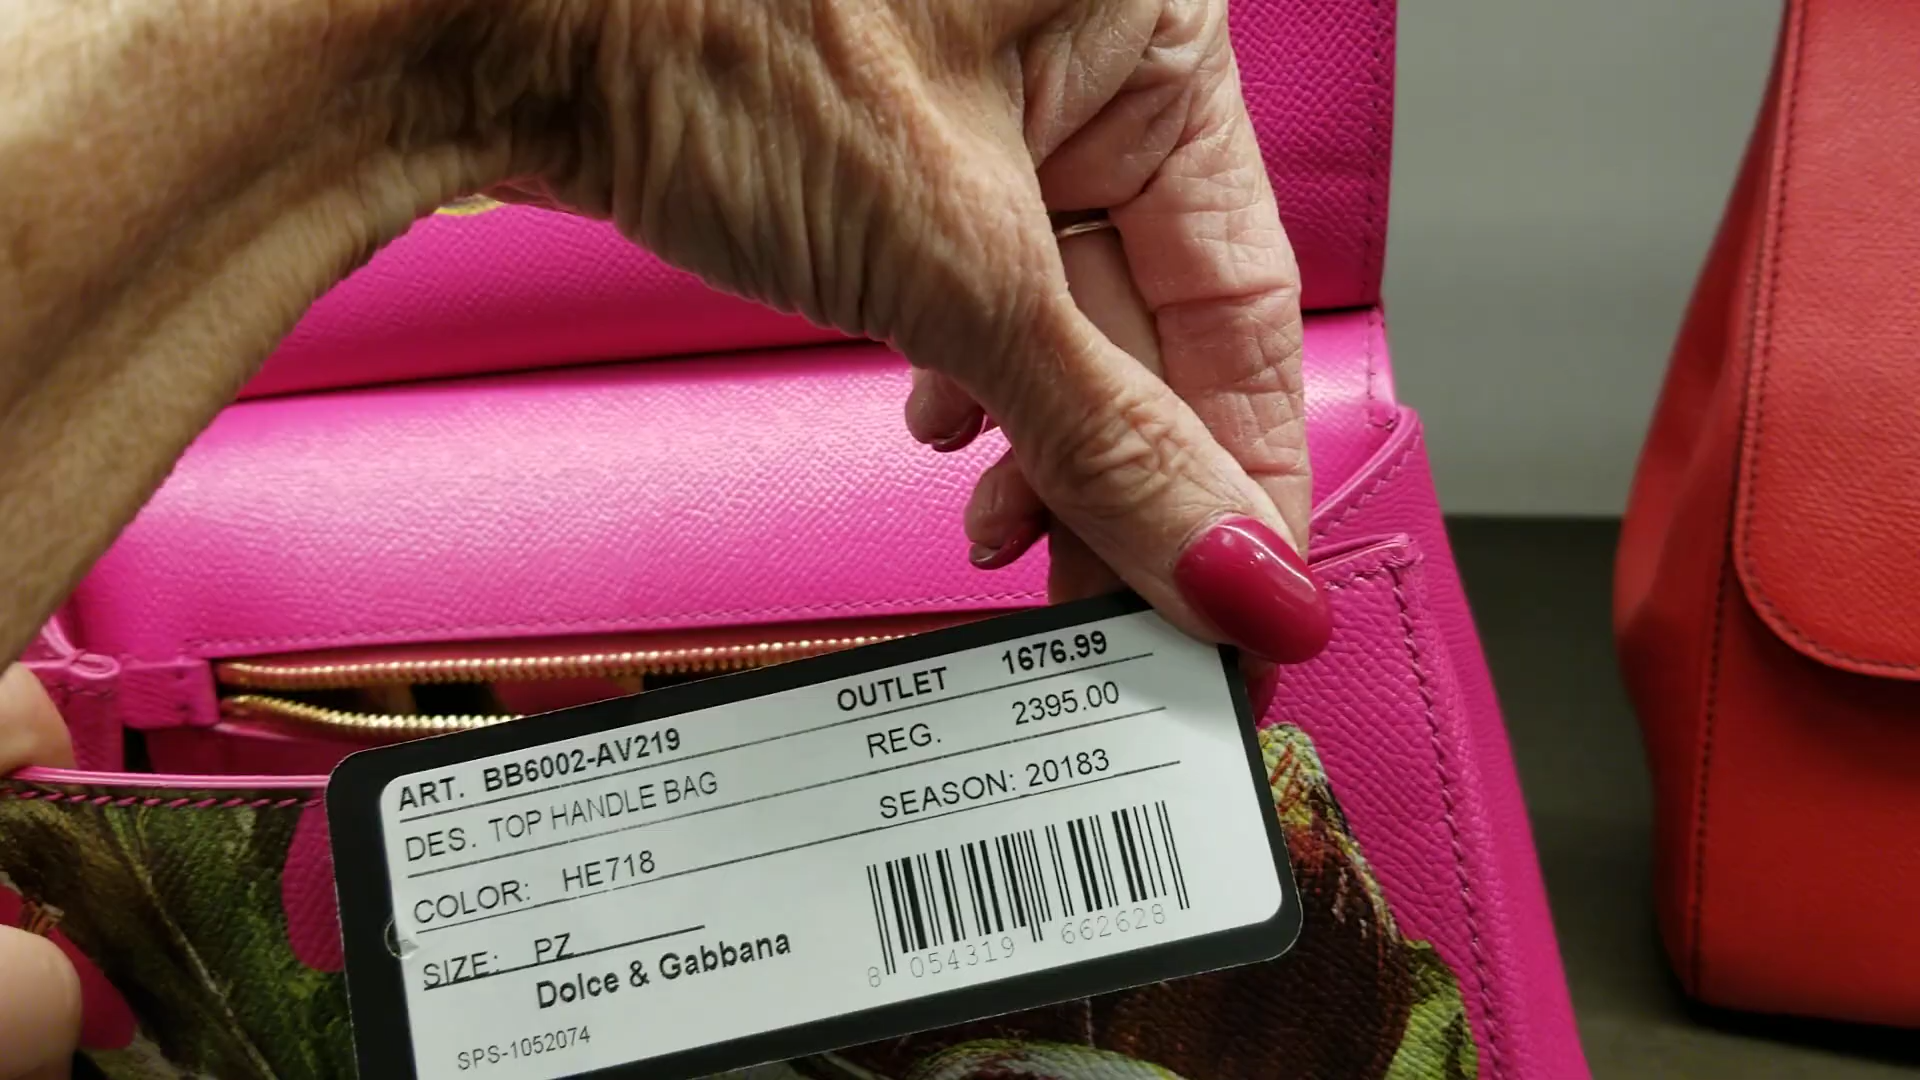 OUTLET 1676.99
ART. BB6002-AV219
REG. 2395.00
DES. TOP HANDLE BAG
SEASON: 20183
COLOR: HE718
SIZE: PZ
Dolce & Gabbana
8 054319 662628
SPS-1052074